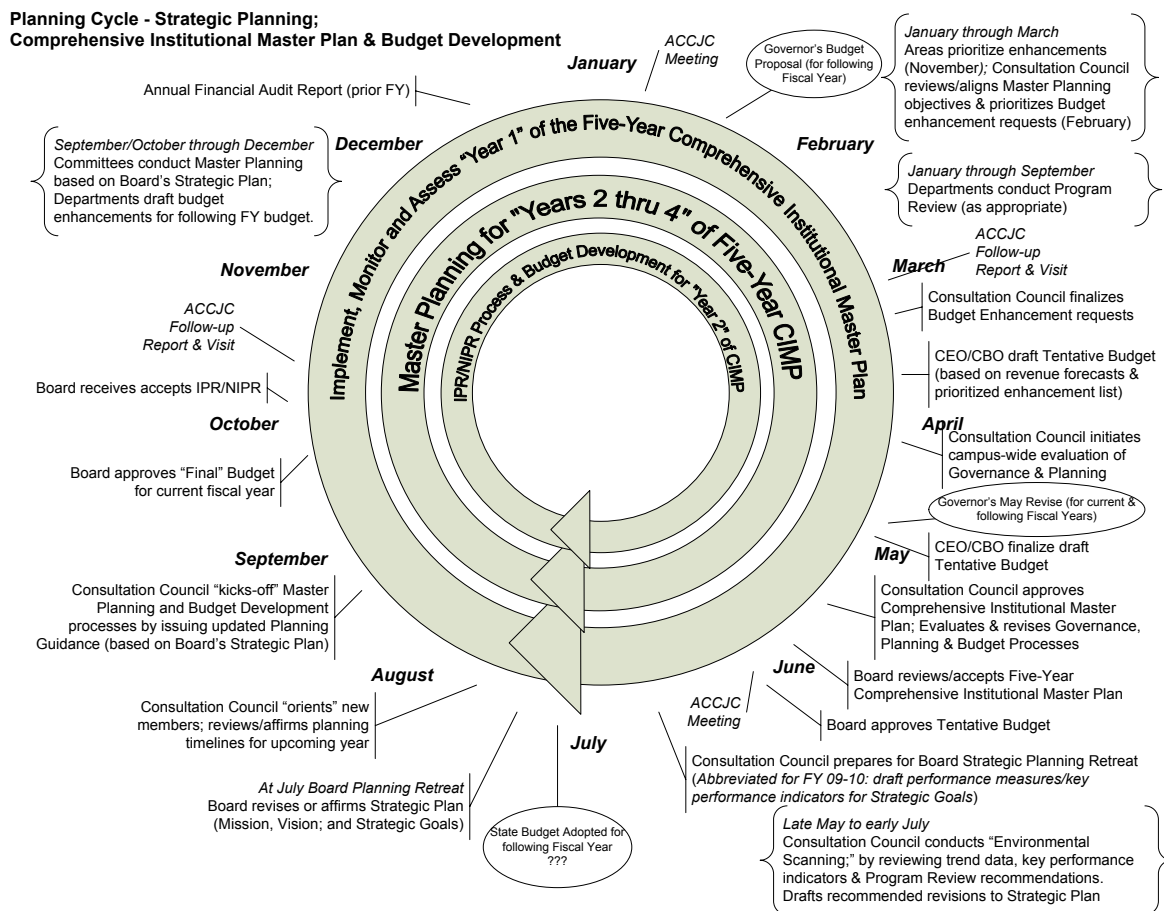 Planning Cycle - Strategic Planning;
Comprehensive Institutional Master Plan & Budget Development
January
ACCJC
Meeting
Governor's Budget
Proposal (for following
Fiscal Year)
January through March
Areas prioritize enhancements
(November); Consultation Council
reviews/aligns Master Planning
objectives & prioritizes Budget
enhancement requests (February)
February
January through September
Departments conduct Program
Review (as appropriate)
ACCJC
Follow-up
Report & Visit
March
Consultation Council finalizes
Budget Enhancement requests
CEO/CBO draft Tentative Budget
(based on revenue forecasts &
prioritized enhancement list)
April
Consultation Council initiates
campus-wide evaluation of
Governance & Planning
Governor's May Revise (for current &
following Fiscal Years)
May
CEO/CBO finalize draft
Tentative Budget
Consultation Council approves
Comprehensive Institutional Master
Plan; Evaluates & revises Governance,
Planning & Budget Processes
June
Board reviews/accepts Five-Year
Comprehensive Institutional Master Plan
ACCJC
Meeting
Board approves Tentative Budget
Consultation Council prepares for Board Strategic Planning Retreat
(Abbreviated for FY 09-10: draft performance measures/key
performance indicators for Strategic Goals)
Late May to early July
Consultation Council conducts "Environmental
Scanning;" by reviewing trend data, key performance
indicators & Program Review recommendations.
Drafts recommended revisions to Strategic Plan
July
State Budget Adopted for
following Fiscal Year
???
At July Board Planning Retreat
Board revises or affirms Strategic Plan
(Mission, Vision; and Strategic Goals)
August
Consultation Council "orients" new
members; reviews/affirms planning
timelines for upcoming year
September
Consultation Council "kicks-off" Master
Planning and Budget Development
processes by issuing updated Planning
Guidance (based on Board's Strategic Plan)
Board approves "Final" Budget
for current fiscal year
October
Board receives accepts IPR/NIPR
ACCJC
Follow-up
Report & Visit
November
September/October through December
Committees conduct Master Planning
based on Board's Strategic Plan;
Departments draft budget
enhancements for following FY budget.
December
Annual Financial Audit Report (prior FY)
Implement, Monitor and Assess "Year 1" of the Five-Year Comprehensive Institutional Master Plan
Master Planning for "Years 2 thru 4" of Five-Year CIMP
IPR/NIPR Process & Budget Development for "Year 2" of CIMP